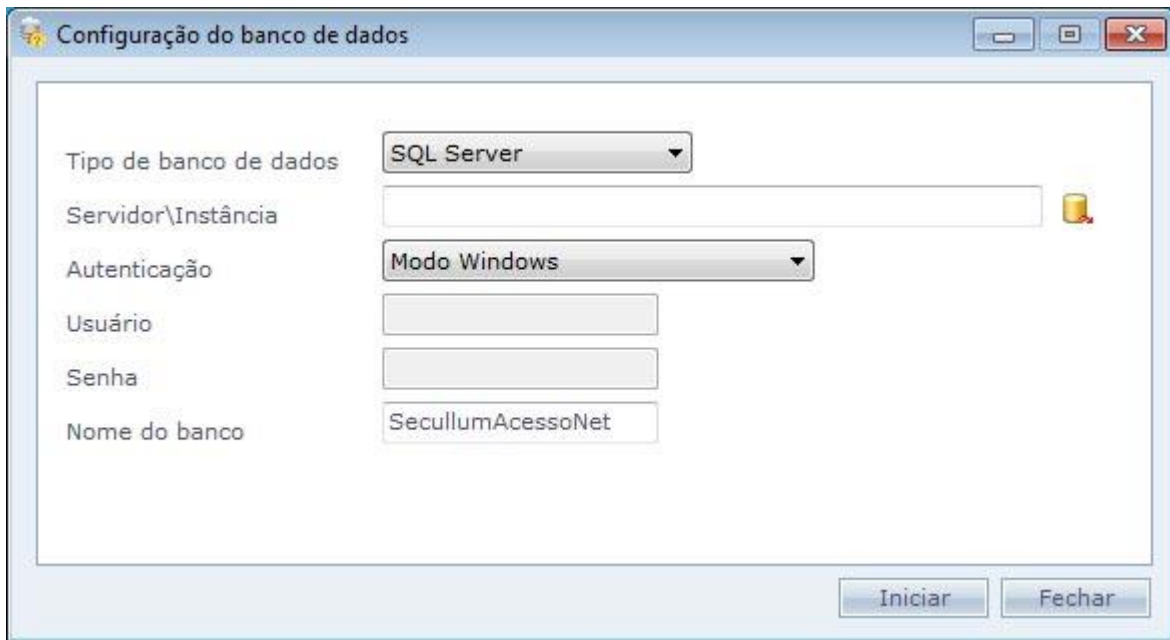 Configuração do banco de dados
Tipo de banco de dados SQL Server
Servidor\Instância
Autenticação Modo Windows
Usuário
Senha
Nome do banco SecullumAcessoNet
Iniciar Fechar